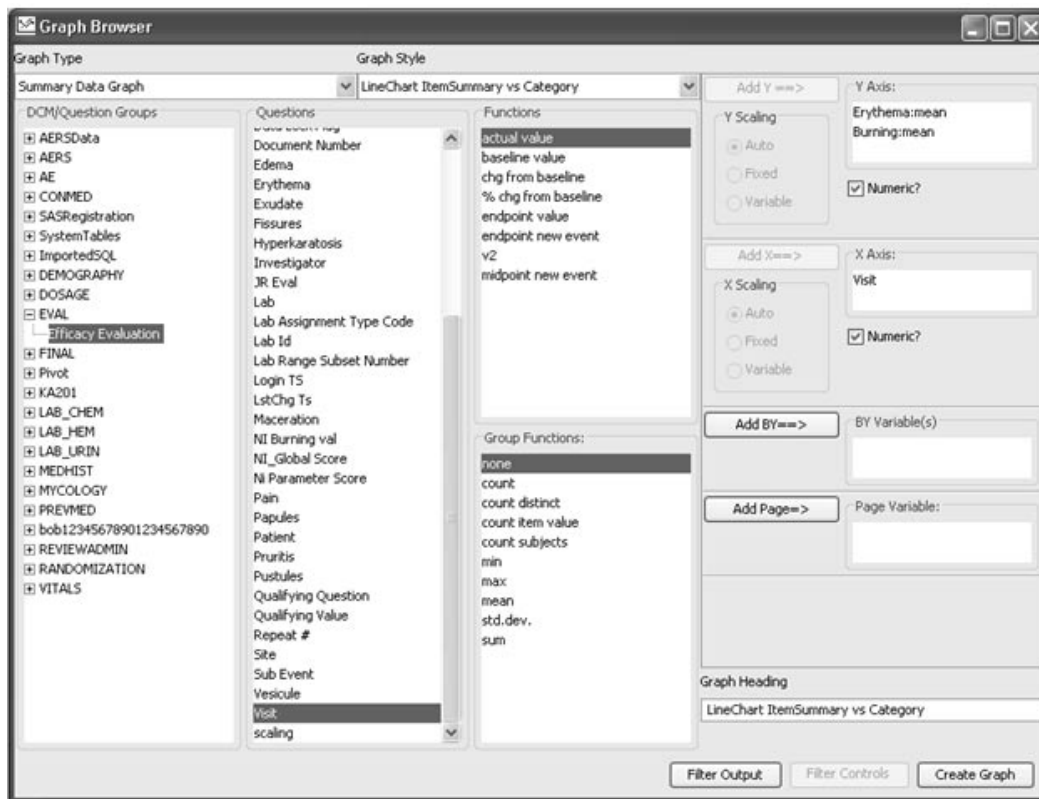 Graph Browser
Graph Type
Graph Style
Summary Data Graph
LineChart ItemSummary vs Category
DCM/Question Groups
AERSData
AERS
AE
CONMED
SASRegistration
SystemTables
ImportedSQL
DEMOGRAPHY
DOSAGE
EVAL
Efficacy Evaluation
FINAL
Pivot
KA201
LAB_CHEM
LAB_HEM
LAB_URIN
MEDHIST
MYCOLOGY
PREVMED
bob12345678901234567890
REVIEWADMIN
RANDOMIZATION
VITALS
Questions
Document Number
Edema
Erythema
Exudate
Fissures
Hyperkaratosis
Investigator
JR Eval
Lab
Lab Assignment Type Code
Lab Id
Lab Range Subset Number
Login TS
LstChg Ts
Maceration
NI Burning val
NI_Global Score
Ni Parameter Score
Pain
Papules
Patient
Pruritis
Pustules
Qualifying Question
Qualifying Value
Repeat #
Site
Sub Event
Vesicule
Visit
scaling
Functions
actual value
baseline value
chg from baseline
% chg from baseline
endpoint value
endpoint new event
v2
midpoint new event
Group Functions:
none
count
count distinct
count item value
count subjects
min
max
mean
std.dev.
sum
Add Y ==>
Y Scaling
Auto
Fixed
Variable
Y Axis:
Erythema:mean
Burning:mean
Numeric?
Add X==>
X Scaling
Auto
Fixed
Variable
X Axis:
Visit
Numeric?
Add BY==>
BY Variable(s)
Add Page=>
Page Variable:
Graph Heading
LineChart ItemSummary vs Category
Filter Output
Filter Controls
Create Graph